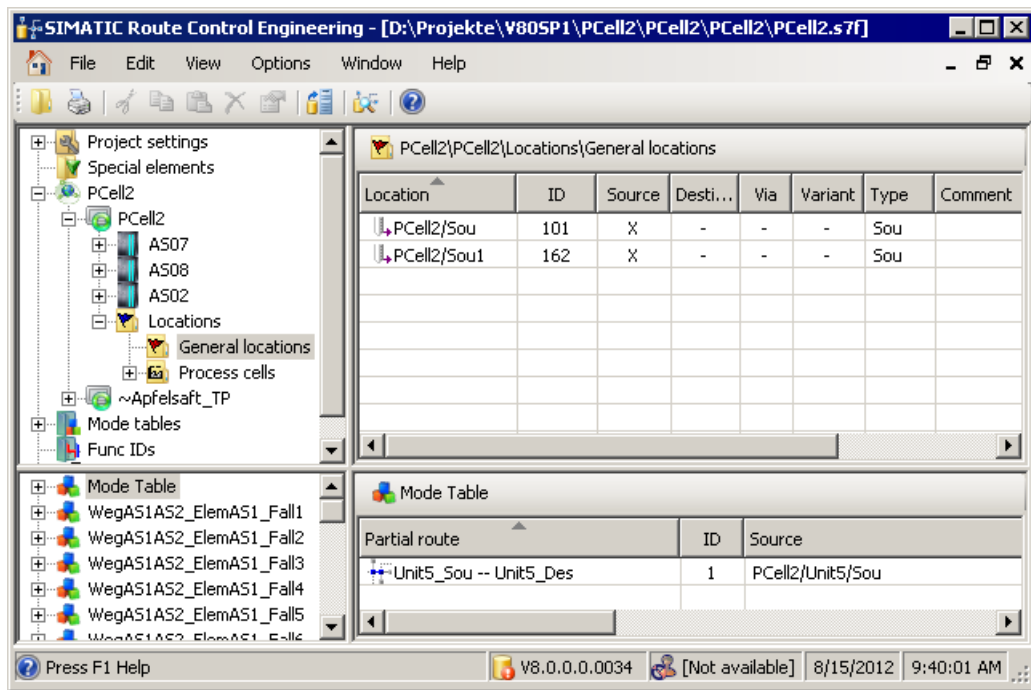 SIMATIC Route Control Engineering - [D:\Projekte\V80SP1\PCell2\PCell2\PCell2\PCell2.s7f]
File Edit View Options Window Help
Project settings
Special elements
PCell2
PCell2
AS07
AS08
AS02
Locations
General locations
Process cells
~Apfelsaft_TP
Mode tables
Func IDs
PCell2\PCell2\Locations\General locations
Location ID Source Desti... Via Variant Type Comment
PCell2/Sou 101 X - - - Sou
PCell2/Sou1 162 X - - - Sou
Mode Table
WegAS1AS2_ElemAS1_Fall1
WegAS1AS2_ElemAS1_Fall2
WegAS1AS2_ElemAS1_Fall3
WegAS1AS2_ElemAS1_Fall4
WegAS1AS2_ElemAS1_Fall5
WegAS1AS2_ElemAS1_Fall6
Mode Table
Partial route ID Source
Unit5_Sou -- Unit5_Des 1 PCell2/Unit5/Sou
Press F1 Help V8.0.0.0.0034 [Not available] 8/15/2012 9:40:01 AM